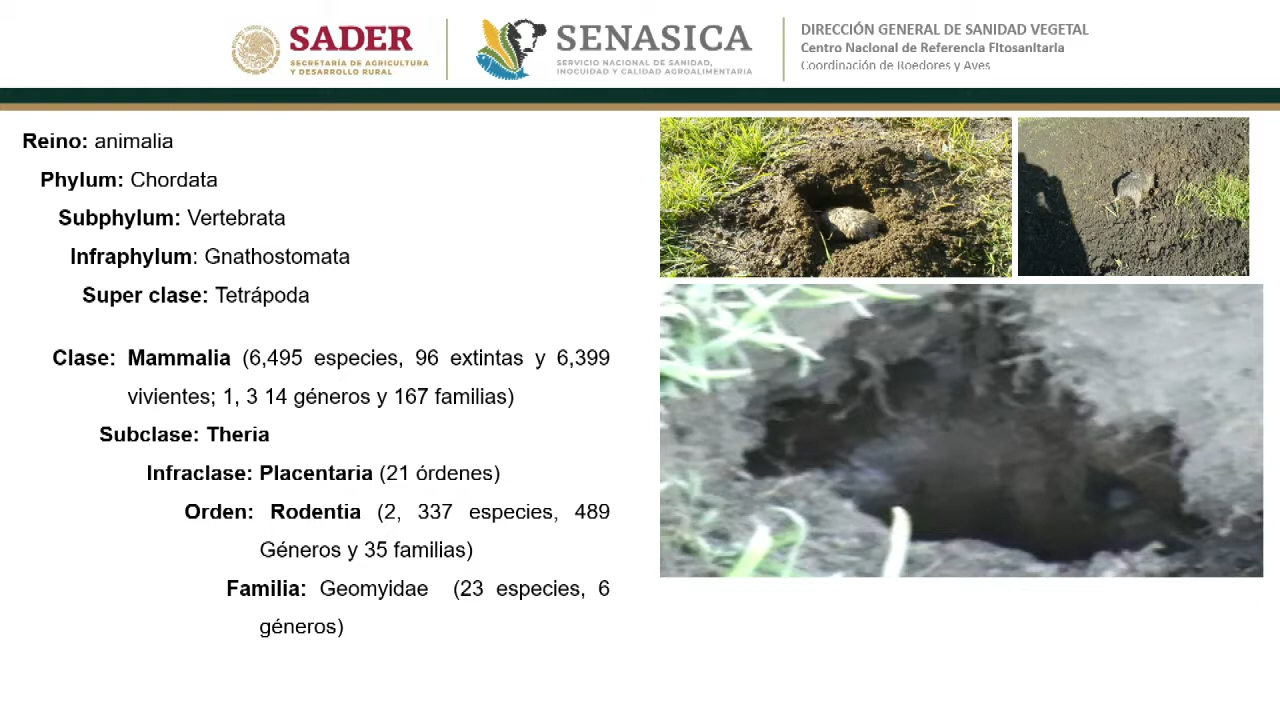 SADER
SECRETARÍA DE AGRICULTURA
Y DESARROLLO RURAL
SENASICA
SERVICIO NACIONAL DE SANIDAD,
INOCUIDAD Y CALIDAD AGROALIMENTARIA
DIRECCIÓN GENERAL DE SANIDAD VEGETAL
Centro Nacional de Referencia Fitosanitaria
Coordinación de Roedores y Aves
Reino: animalia
Phylum: Chordata
Subphylum: Vertebrata
Infraphylum: Gnathostomata
Super clase: Tetrápoda
Clase: Mammalia (6,495 especies, 96 extintas y 6,399
vivientes; 1, 3 14 géneros y 167 familias)
Subclase: Theria
Infraclase: Placentaria (21 órdenes)
Orden: Rodentia (2, 337 especies, 489
Géneros y 35 familias)
Familia: Geomyidae (23 especies, 6
géneros)